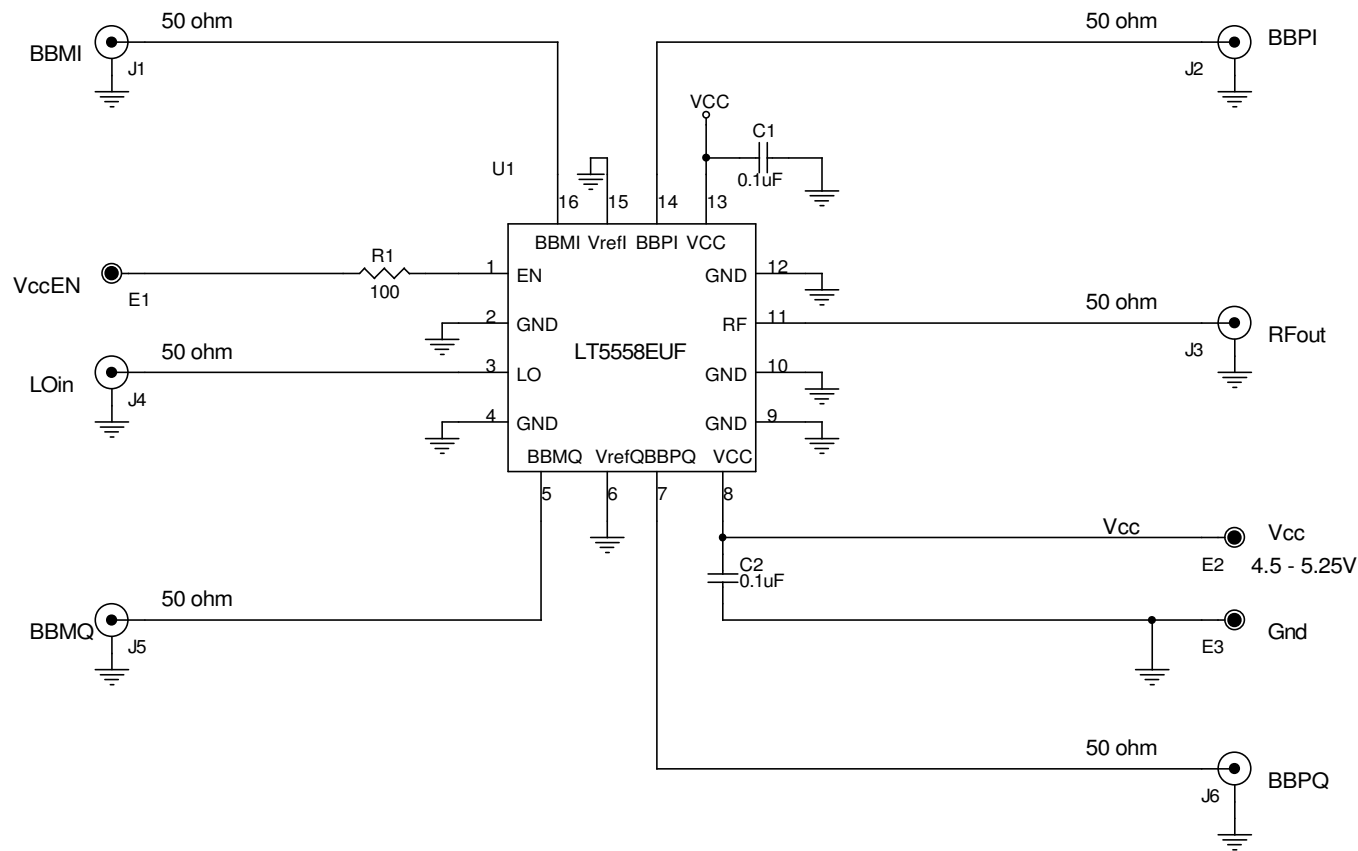 50 ohm
50 ohm
BBMI
J1
BBPI
J2
VCC
C1
0.1uF
U1
16
15
14
13
BBMI VrefI BBPI VCC
R1
100
VccEN
E1
1
EN
GND
12
2
GND
RF
11
50 ohm
RFout
J3
LT5558EUF
50 ohm
LOin
J4
3
LO
GND
10
4
GND
GND
9
BBMQ VrefQ BBPQ VCC
5
6
7
8
Vcc
Vcc
E2
4.5 - 5.25V
C2
0.1uF
50 ohm
BBMQ
J5
Gnd
E3
50 ohm
BBPQ
J6